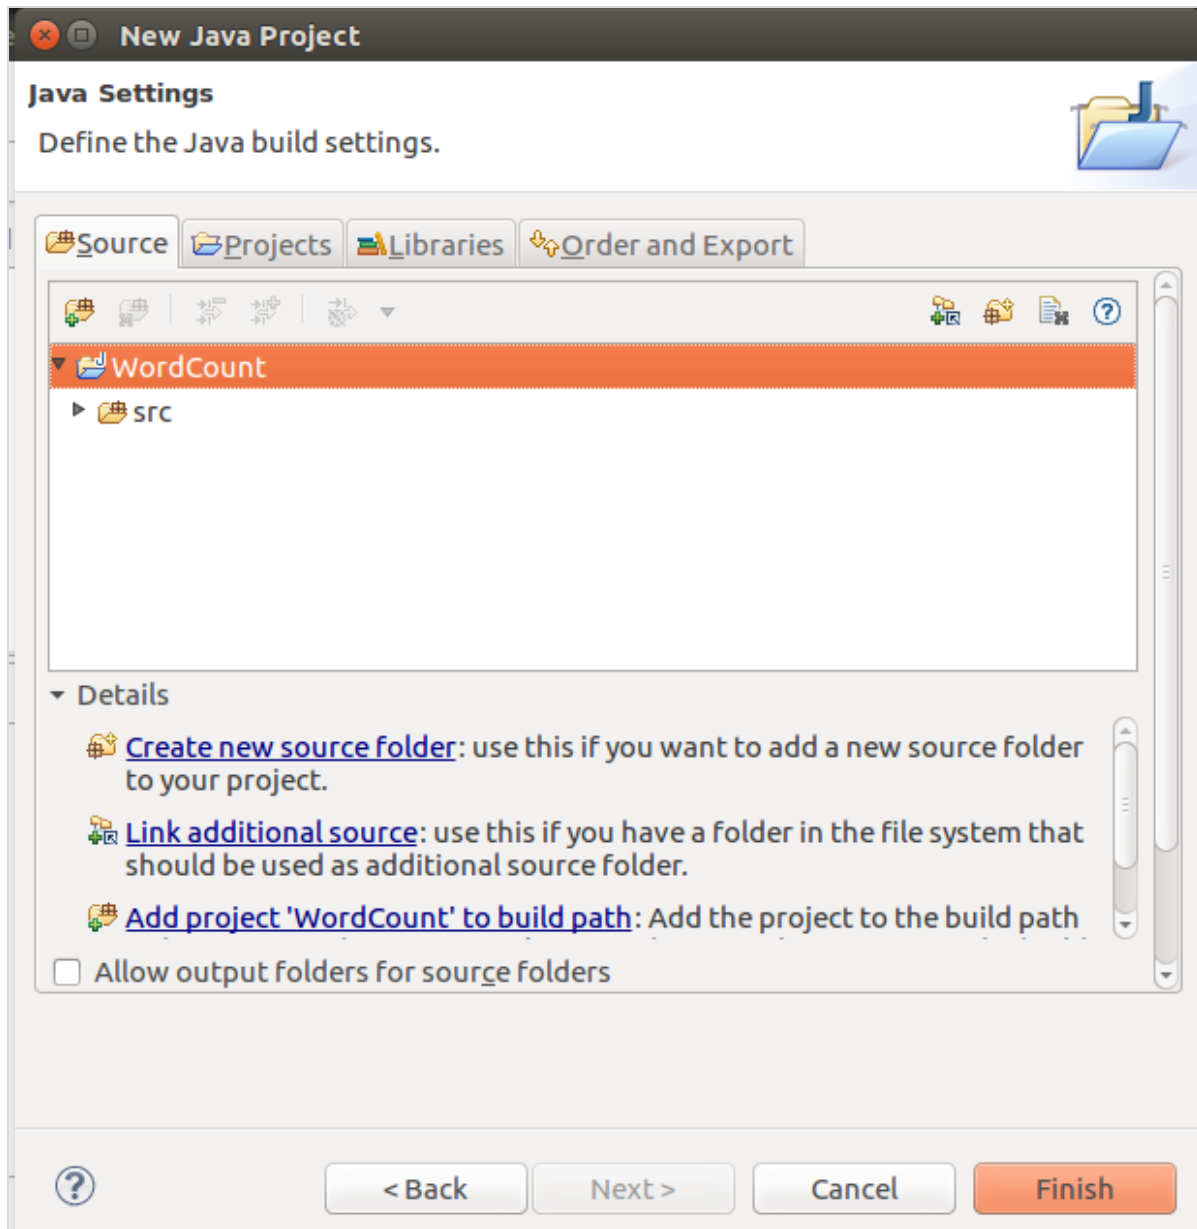 New Java Project
Java Settings
Define the Java build settings.
Source Projects Libraries Order and Export
WordCount
src
Details
Create new source folder: use this if you want to add a new source folder
to your project.
Link additional source: use this if you have a folder in the file system that
should be used as additional source folder.
Add project 'WordCount' to build path: Add the project to the build path
Allow output folders for source folders
< Back Next > Cancel Finish